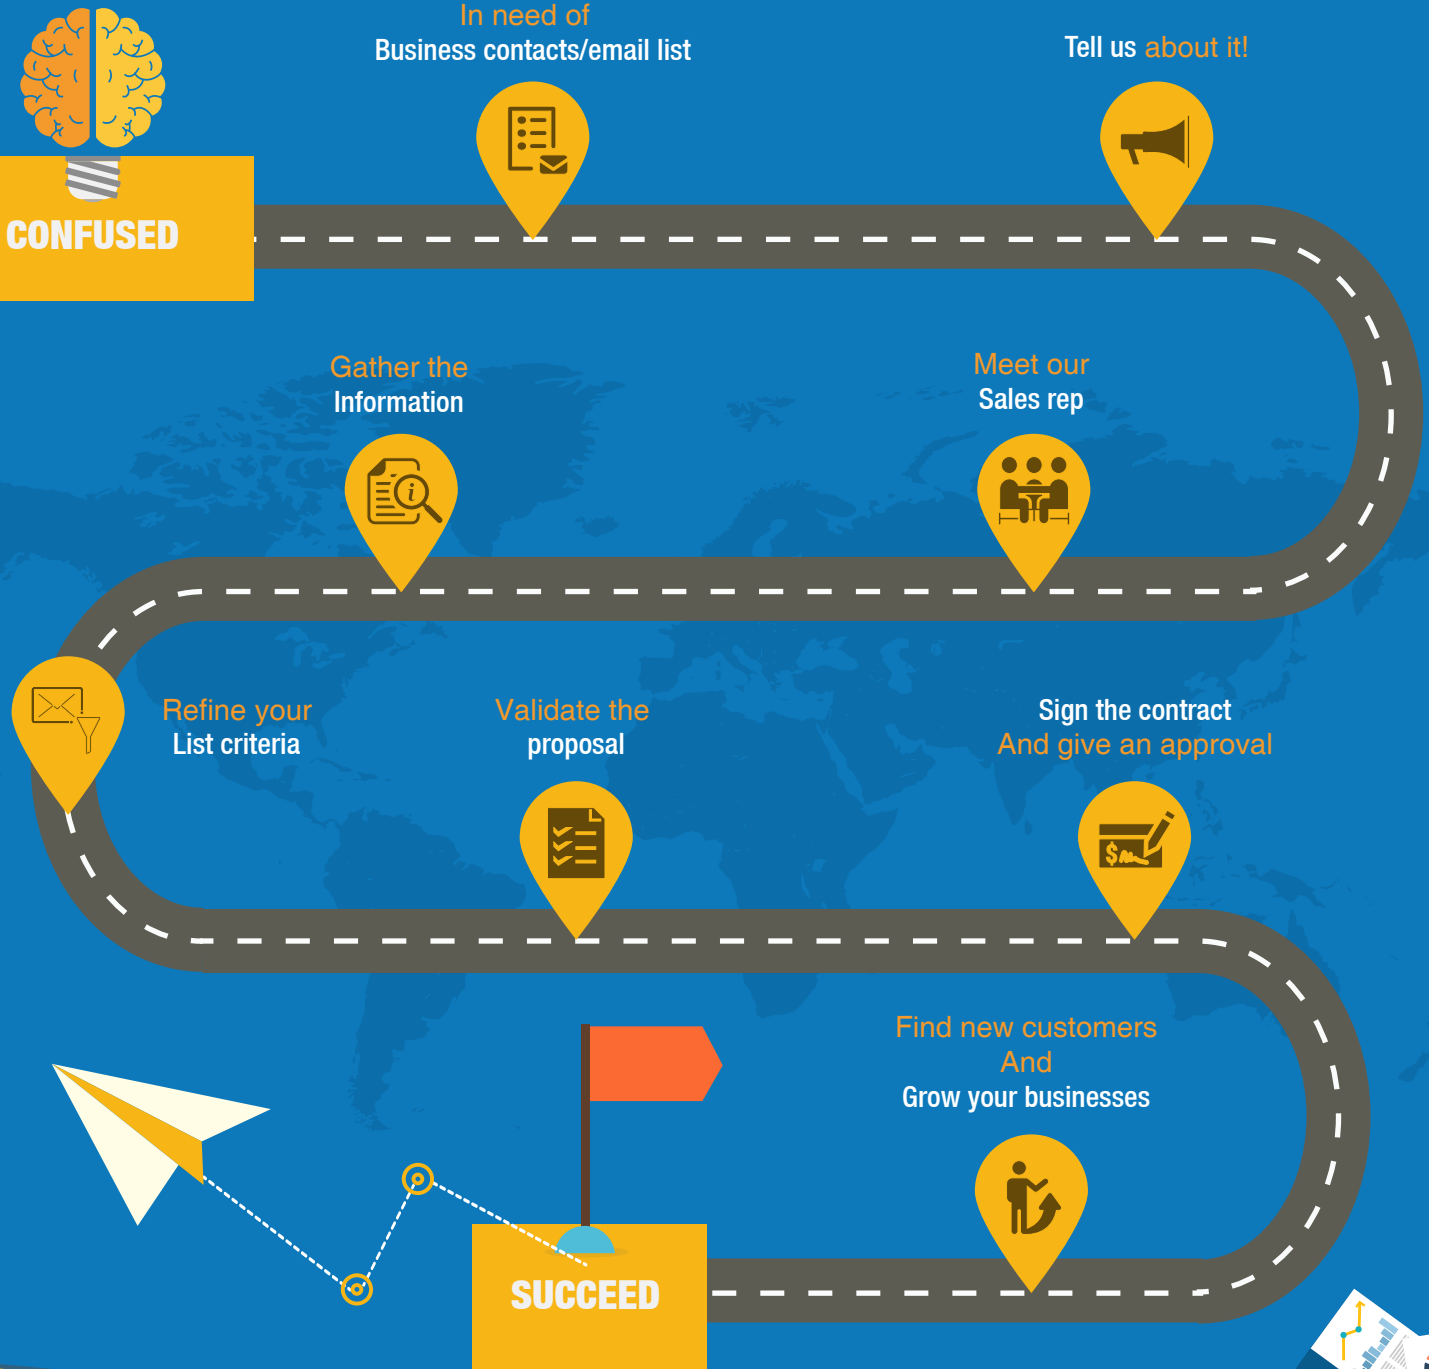 In need of
Business contacts/email list
Tell us about it!
CONFUSED
Meet our
Sales rep
Gather the
Information
Refine your
List criteria
Validate the
proposal
Sign the contract
And give an approval
Find new customers
And
Grow your businesses
SUCCEED